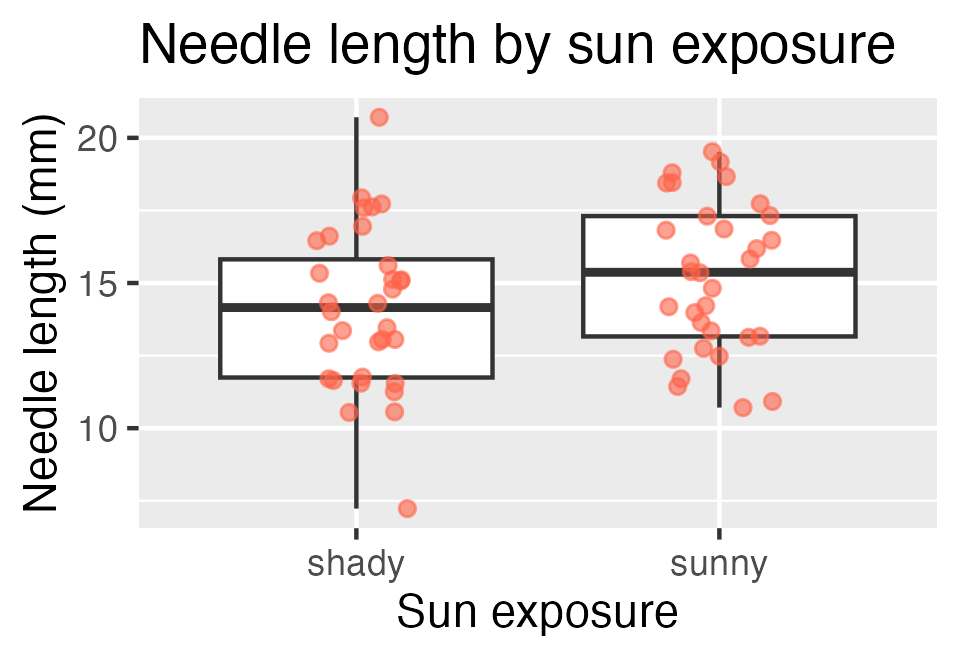 Needle length by sun exposure
Needle length (mm)
20
15
10
shady
sunny
Sun exposure